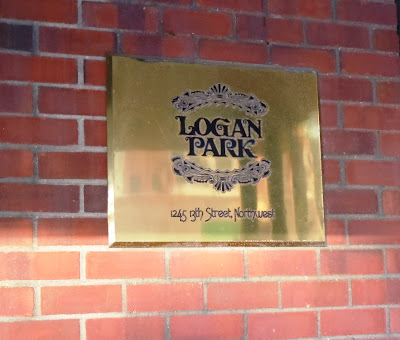 LOGAN
PARK
1245 13th Street, Northwest